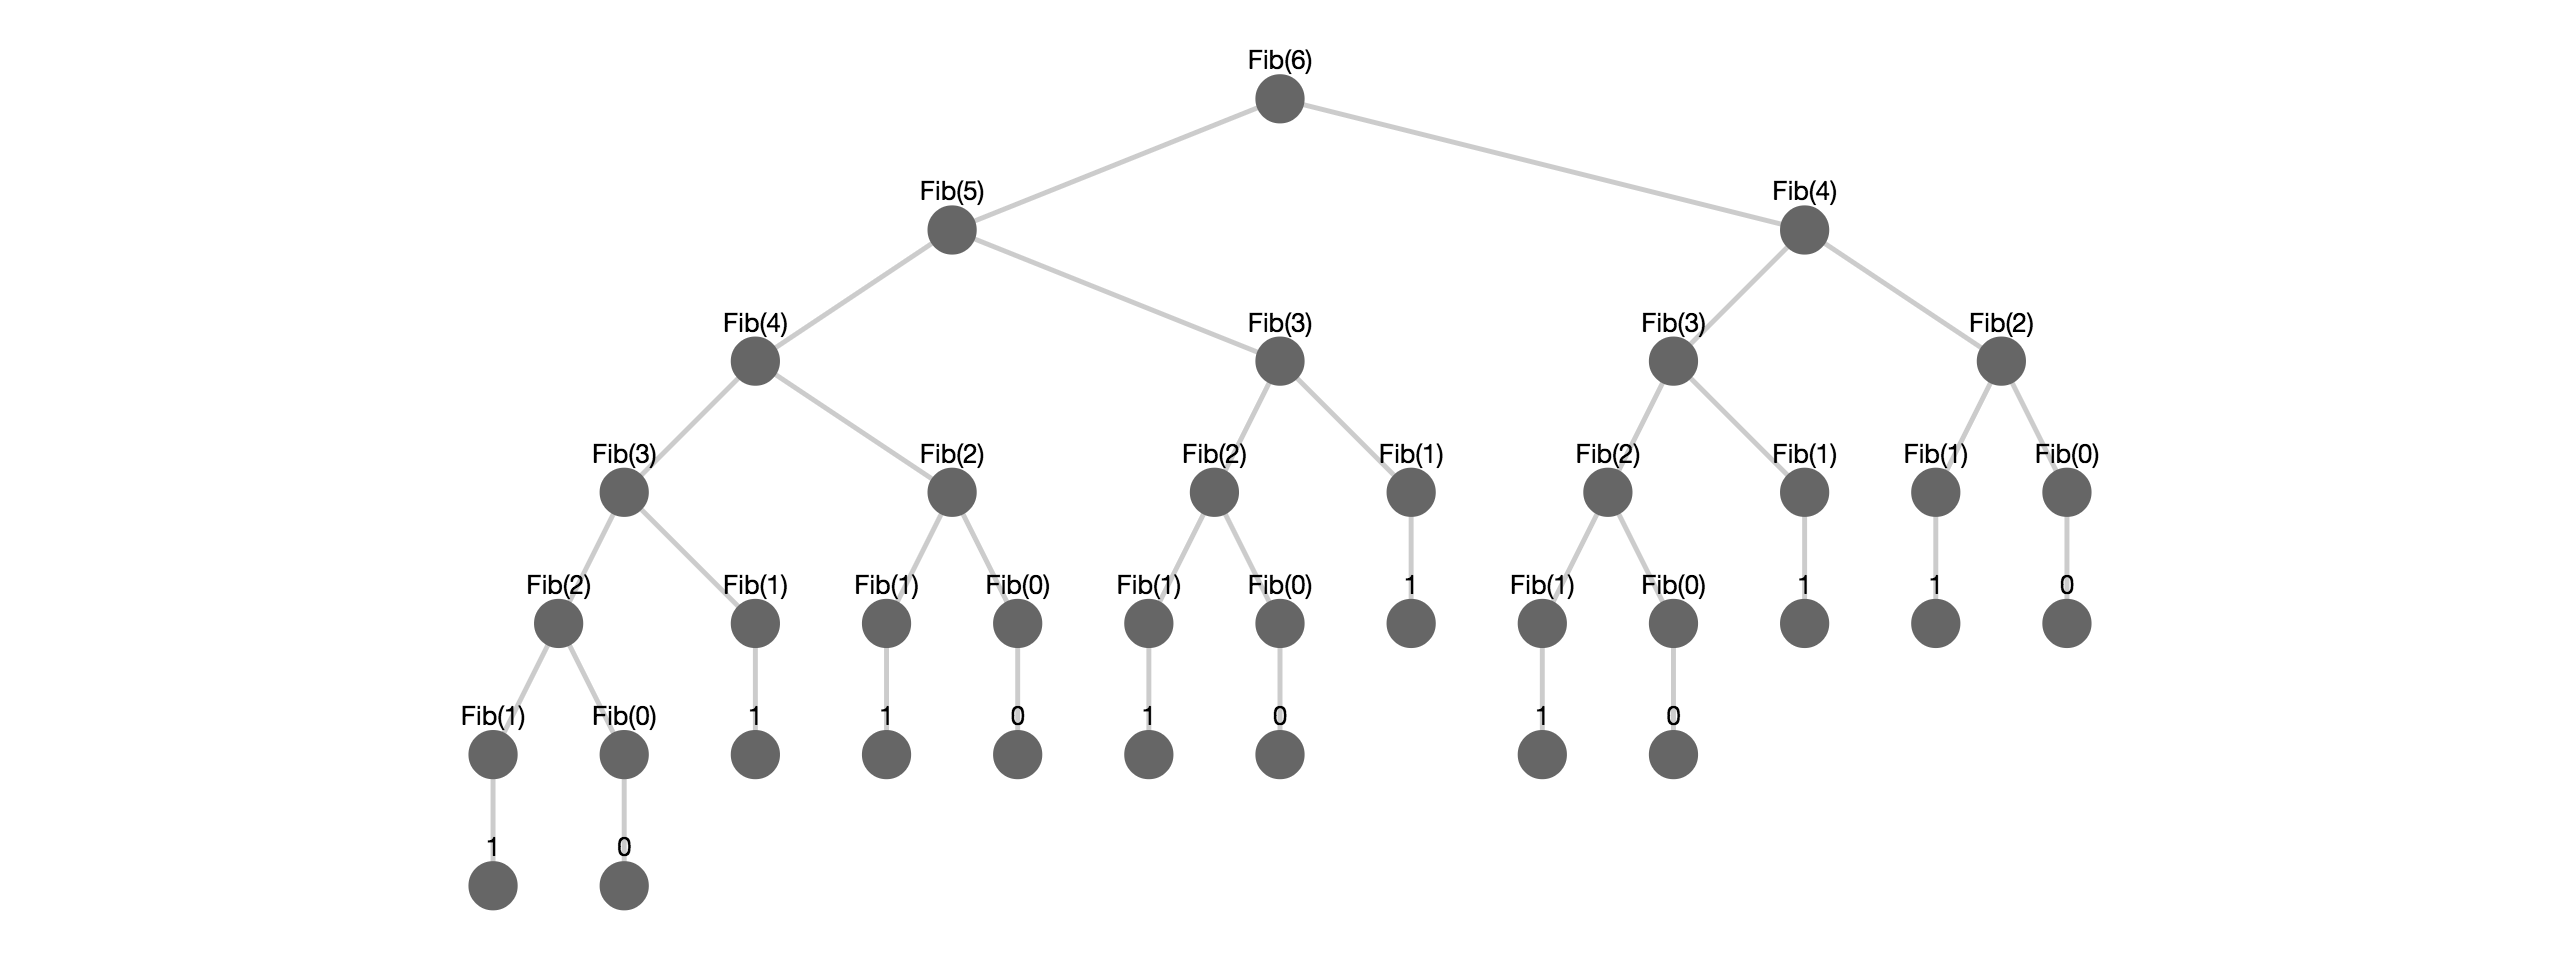 Fib(6)
Fib(5) Fib(4)
Fib(4) Fib(3) Fib(3) Fib(2)
Fib(3) Fib(2) Fib(2) Fib(1) Fib(2) Fib(1) Fib(1) Fib(0)
Fib(2) Fib(1) Fib(1) Fib(0) Fib(1) Fib(0) 1 Fib(1) Fib(0) 1 1 0
Fib(1) Fib(0) 1 1 0 1 0 1 0
1 0